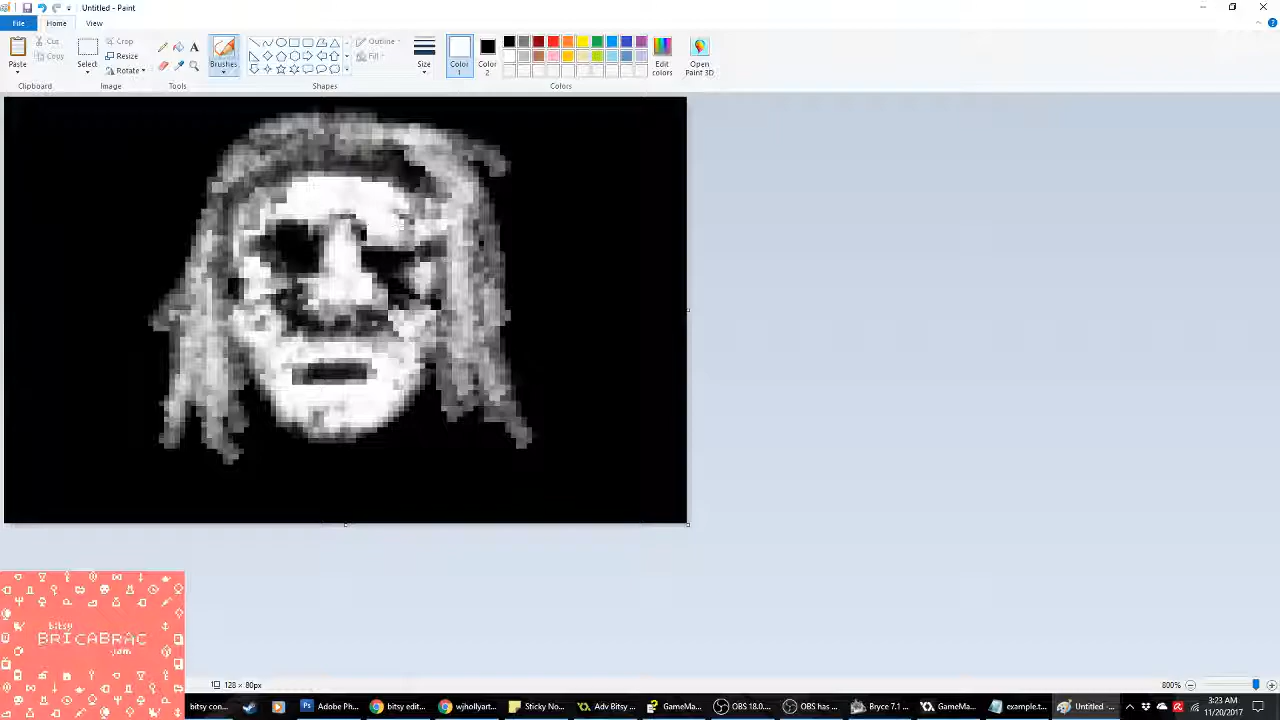 Untitled - Paint
File
Home
View
Paste
Cut
Copy
Select
Crop
Resize
Rotate
Brushes
Outline
Fill
Size
Color
1
Color
2
Edit
colors
Open
Paint 3D
Clipboard
Image
Tools
Shapes
Colors
bitsy
BRICABRAC
jam
128 × 80px
800%
bitsy con...
Adobe Ph...
bitsy edit...
wjhollyart...
Sticky No...
Adv Bitsy ...
GameMa...
OBS 18.0....
OBS has ...
Bryce 7.1
GameMa...
example.t...
Untitled -...
3:23 AM
11/20/2017